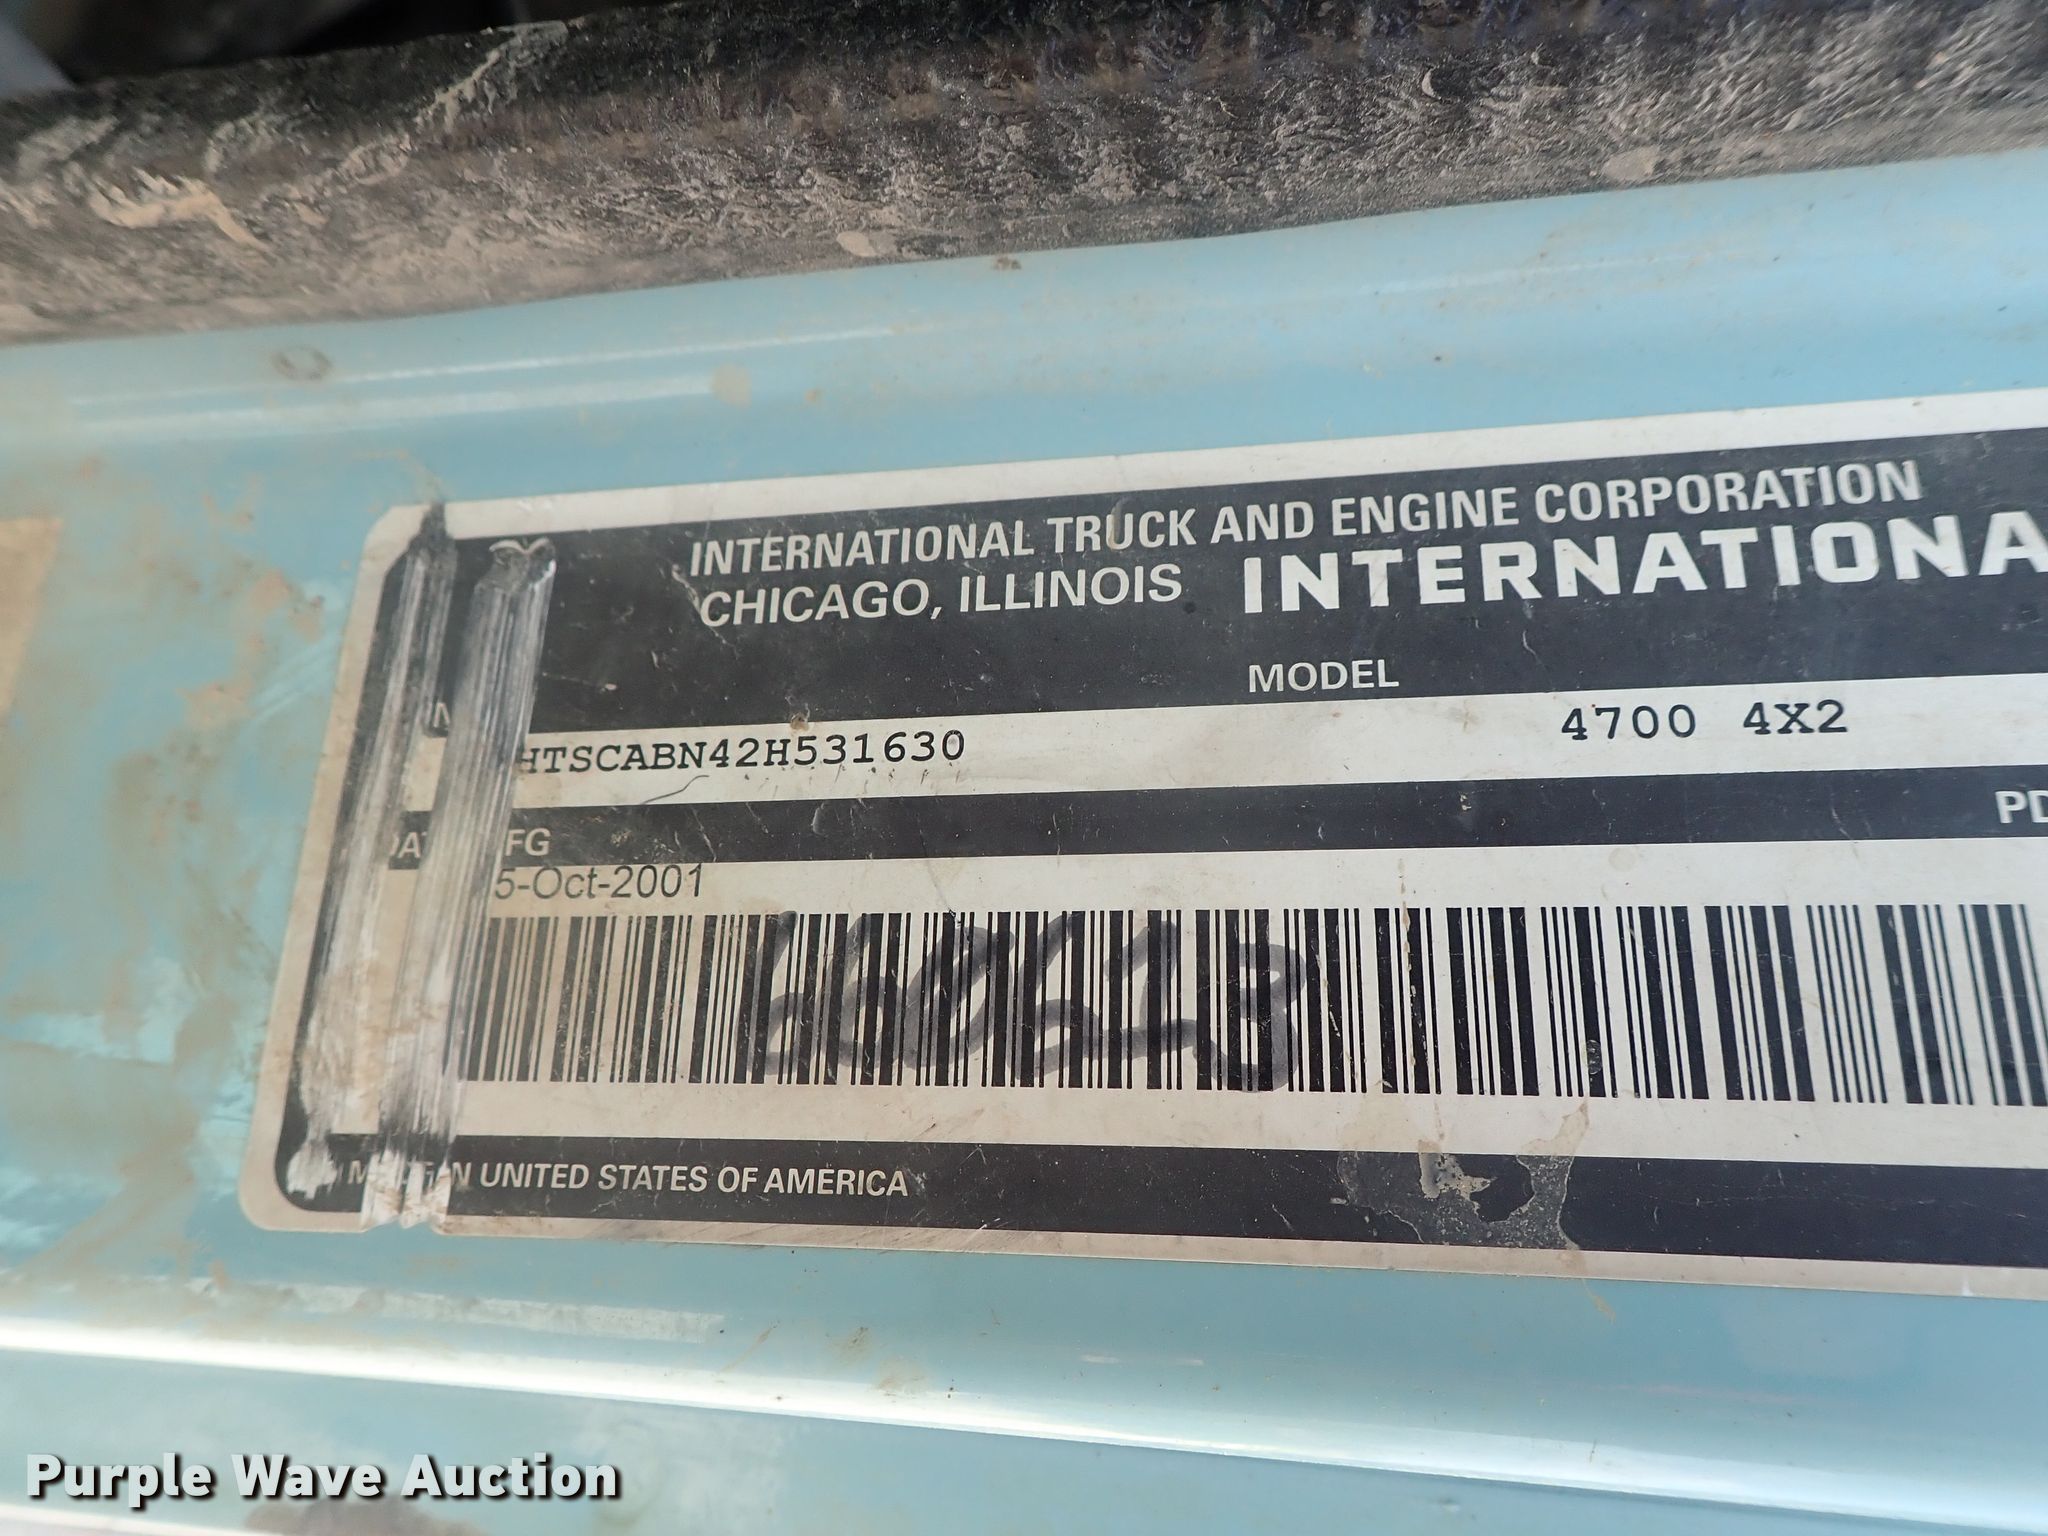 INTERNATIONAL TRUCK AND ENGINE CORPORATION
CHICAGO, ILLINOIS INTERNATIONA
MODEL
HTSCABN42H531630 4700 4X2
FG PD
5-Oct-2001
UNITED STATES OF AMERICA
Purple Wave Auction